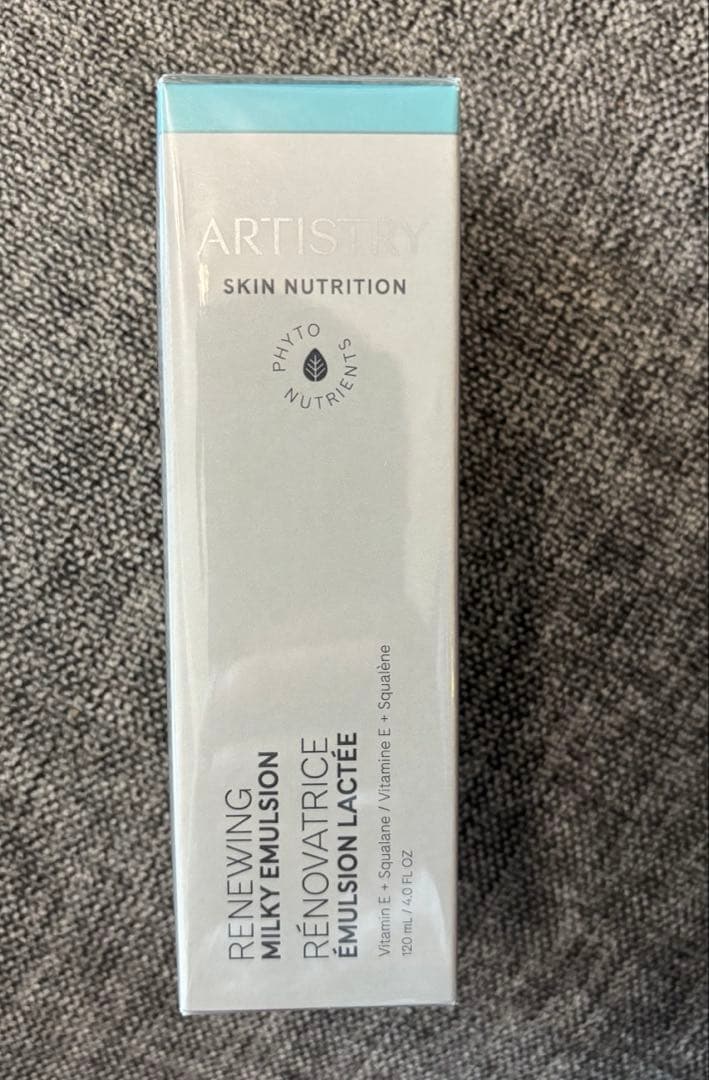 ARTISTRY
SKIN NUTRITION
PHYTO
NUTRIENTS
RENEWING
MILKY EMULSION
RÉNOVATRICE
ÉMULSION LACTÉE
Vitamin E + Squalane / Vitamine E + Squalène
120 mL / 4.0 FL OZ